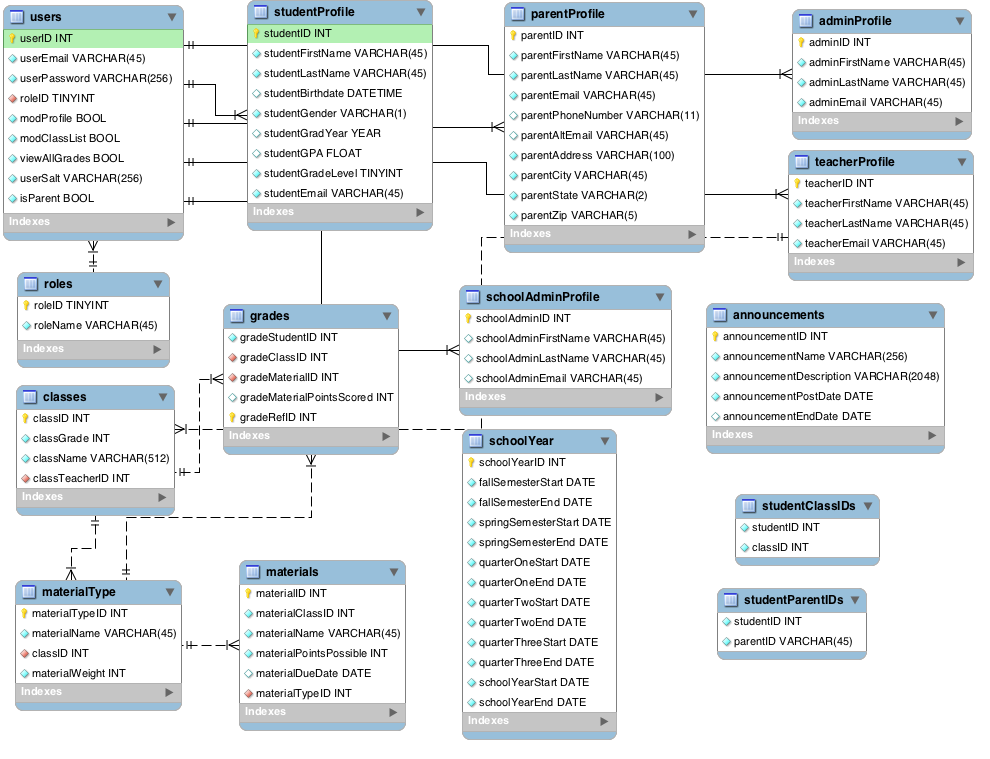 users
userID INT
userEmail VARCHAR(45)
userPassword VARCHAR(256)
roleID TINYINT
modProfile BOOL
modClassList BOOL
viewAllGrades BOOL
userSalt VARCHAR(256)
isParent BOOL
Indexes
studentProfile
studentID INT
studentFirstName VARCHAR(45)
studentLastName VARCHAR(45)
studentBirthdate DATETIME
studentGender VARCHAR(1)
studentGradYear YEAR
studentGPA FLOAT
studentGradeLevel TINYINT
studentEmail VARCHAR(45)
Indexes
parentProfile
parentID INT
parentFirstName VARCHAR(45)
parentLastName VARCHAR(45)
parentEmail VARCHAR(45)
parentPhoneNumber VARCHAR(11)
parentAltEmail VARCHAR(45)
parentAddress VARCHAR(100)
parentCity VARCHAR(45)
parentState VARCHAR(2)
parentZip VARCHAR(5)
Indexes
adminProfile
adminID INT
adminFirstName VARCHAR(45)
adminLastName VARCHAR(45)
adminEmail VARCHAR(45)
Indexes
teacherProfile
teacherID INT
teacherFirstName VARCHAR(45)
teacherLastName VARCHAR(45)
teacherEmail VARCHAR(45)
Indexes
roles
roleID TINYINT
roleName VARCHAR(45)
Indexes
grades
gradeStudentID INT
gradeClassID INT
gradeMaterialID INT
gradeMaterialPointsScored INT
gradeRefID INT
Indexes
schoolAdminProfile
schoolAdminID INT
schoolAdminFirstName VARCHAR(45)
schoolAdminLastName VARCHAR(45)
schoolAdminEmail VARCHAR(45)
Indexes
announcements
announcementID INT
announcementName VARCHAR(256)
announcementDescription VARCHAR(2048)
announcementPostDate DATE
announcementEndDate DATE
Indexes
classes
classID INT
classGrade INT
className VARCHAR(512)
classTeacherID INT
Indexes
schoolYear
schoolYearID INT
fallSemesterStart DATE
fallSemesterEnd DATE
springSemesterStart DATE
springSemesterEnd DATE
quarterOneStart DATE
quarterOneEnd DATE
quarterTwoStart DATE
quarterTwoEnd DATE
quarterThreeStart DATE
quarterThreeEnd DATE
schoolYearStart DATE
schoolYearEnd DATE
Indexes
studentClassIDs
studentID INT
classID INT
materialType
materialTypeID INT
materialName VARCHAR(45)
classID INT
materialWeight INT
Indexes
materials
materialID INT
materialClassID INT
materialName VARCHAR(45)
materialPointsPossible INT
materialDueDate DATE
materialTypeID INT
Indexes
studentParentIDs
studentID INT
parentID VARCHAR(45)